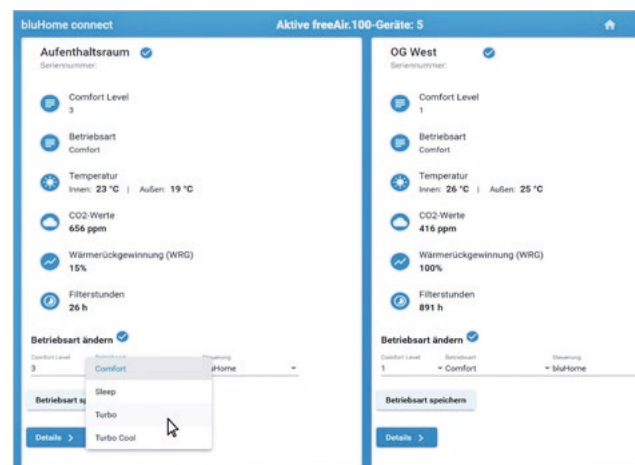 bluHome connect
Aktive freeAir.100-Geräte: 5
Aufenthaltsraum
Seriennummer:
Comfort Level
3
Betriebsart
Comfort
Temperatur
Innen: 23 °C | Außen: 19 °C
CO2-Werte
656 ppm
Wärmerückgewinnung (WRG)
15%
Filterstunden
26 h
Betriebsart ändern
Comfort Level
3
Comfort
Sleep
Turbo
Turbo Cool
Steuerung
bluHome
Betriebsart sp
Details >
OG West
Seriennummer:
Comfort Level
1
Betriebsart
Comfort
Temperatur
Innen: 26 °C | Außen: 25 °C
CO2-Werte
416 ppm
Wärmerückgewinnung (WRG)
100%
Filterstunden
891 h
Betriebsart ändern
Comfort Level Betriebsart Steuerung
1 Comfort bluHome
Betriebsart speichern
Details >